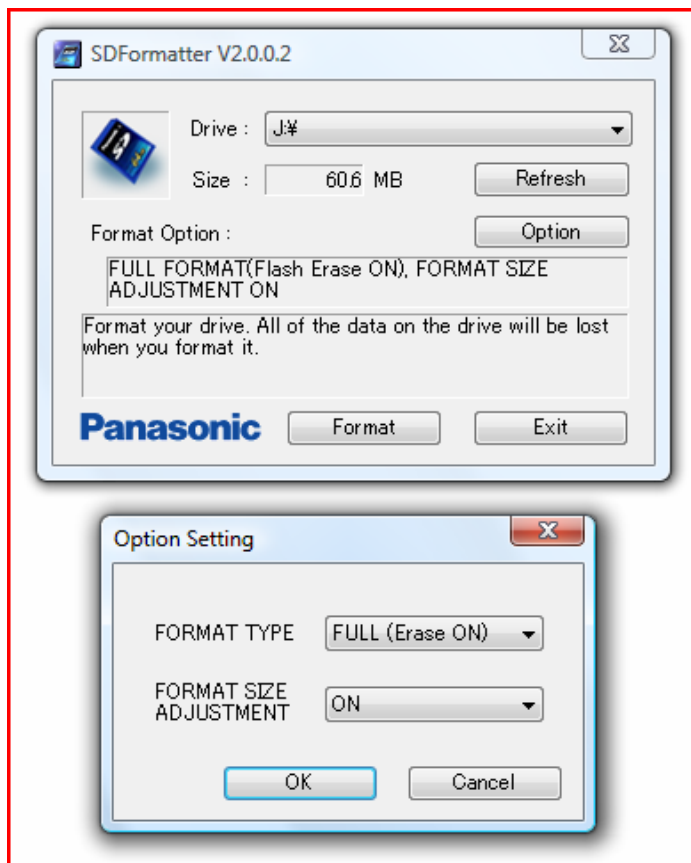 SDFormatter V2.0.0.2
Drive : J:¥
Size : 60.6 MB Refresh
Format Option : Option
FULL FORMAT(Flash Erase ON), FORMAT SIZE
ADJUSTMENT ON
Format your drive. All of the data on the drive will be lost
when you format it.
Panasonic Format Exit
Option Setting
FORMAT TYPE FULL (Erase ON)
FORMAT SIZE
ADJUSTMENT ON
OK Cancel